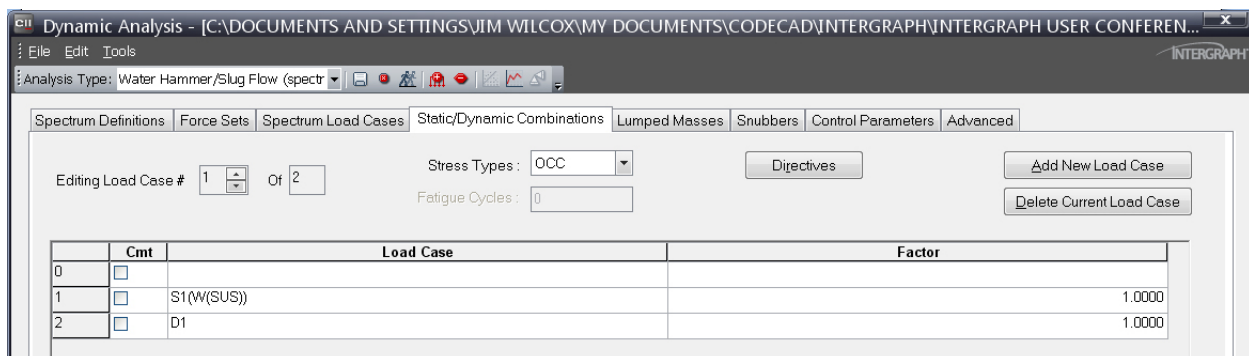 CII Dynamic Analysis - [C:\DOCUMENTS AND SETTINGS\JIM WILCOX\MY DOCUMENTS\CODECAD\INTERGRAPH\INTERGRAPH USER CONFEREN... x
File Edit Tools
INTERGRAPH
Analysis Type: Water Hammer/Slug Flow (spectr
Spectrum Definitions Force Sets Spectrum Load Cases Static/Dynamic Combinations Lumped Masses Snubbers Control Parameters Advanced
Editing Load Case # 1 Of 2
Stress Types : OCC
Fatigue Cycles : 0
Directives
Add New Load Case
Delete Current Load Case
Cmt Load Case Factor
0
1 S1(W(SUS)) 1.0000
2 D1 1.0000